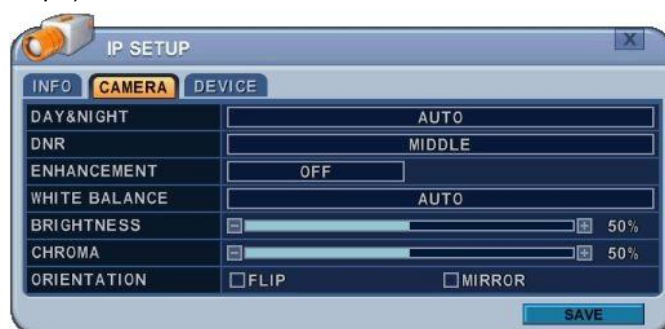 IP SETUP
X
INFO CAMERA DEVICE
DAY&NIGHT AUTO
DNR MIDDLE
ENHANCEMENT OFF
WHITE BALANCE AUTO
BRIGHTNESS 50%
CHROMA 50%
ORIENTATION FLIP MIRROR
SAVE